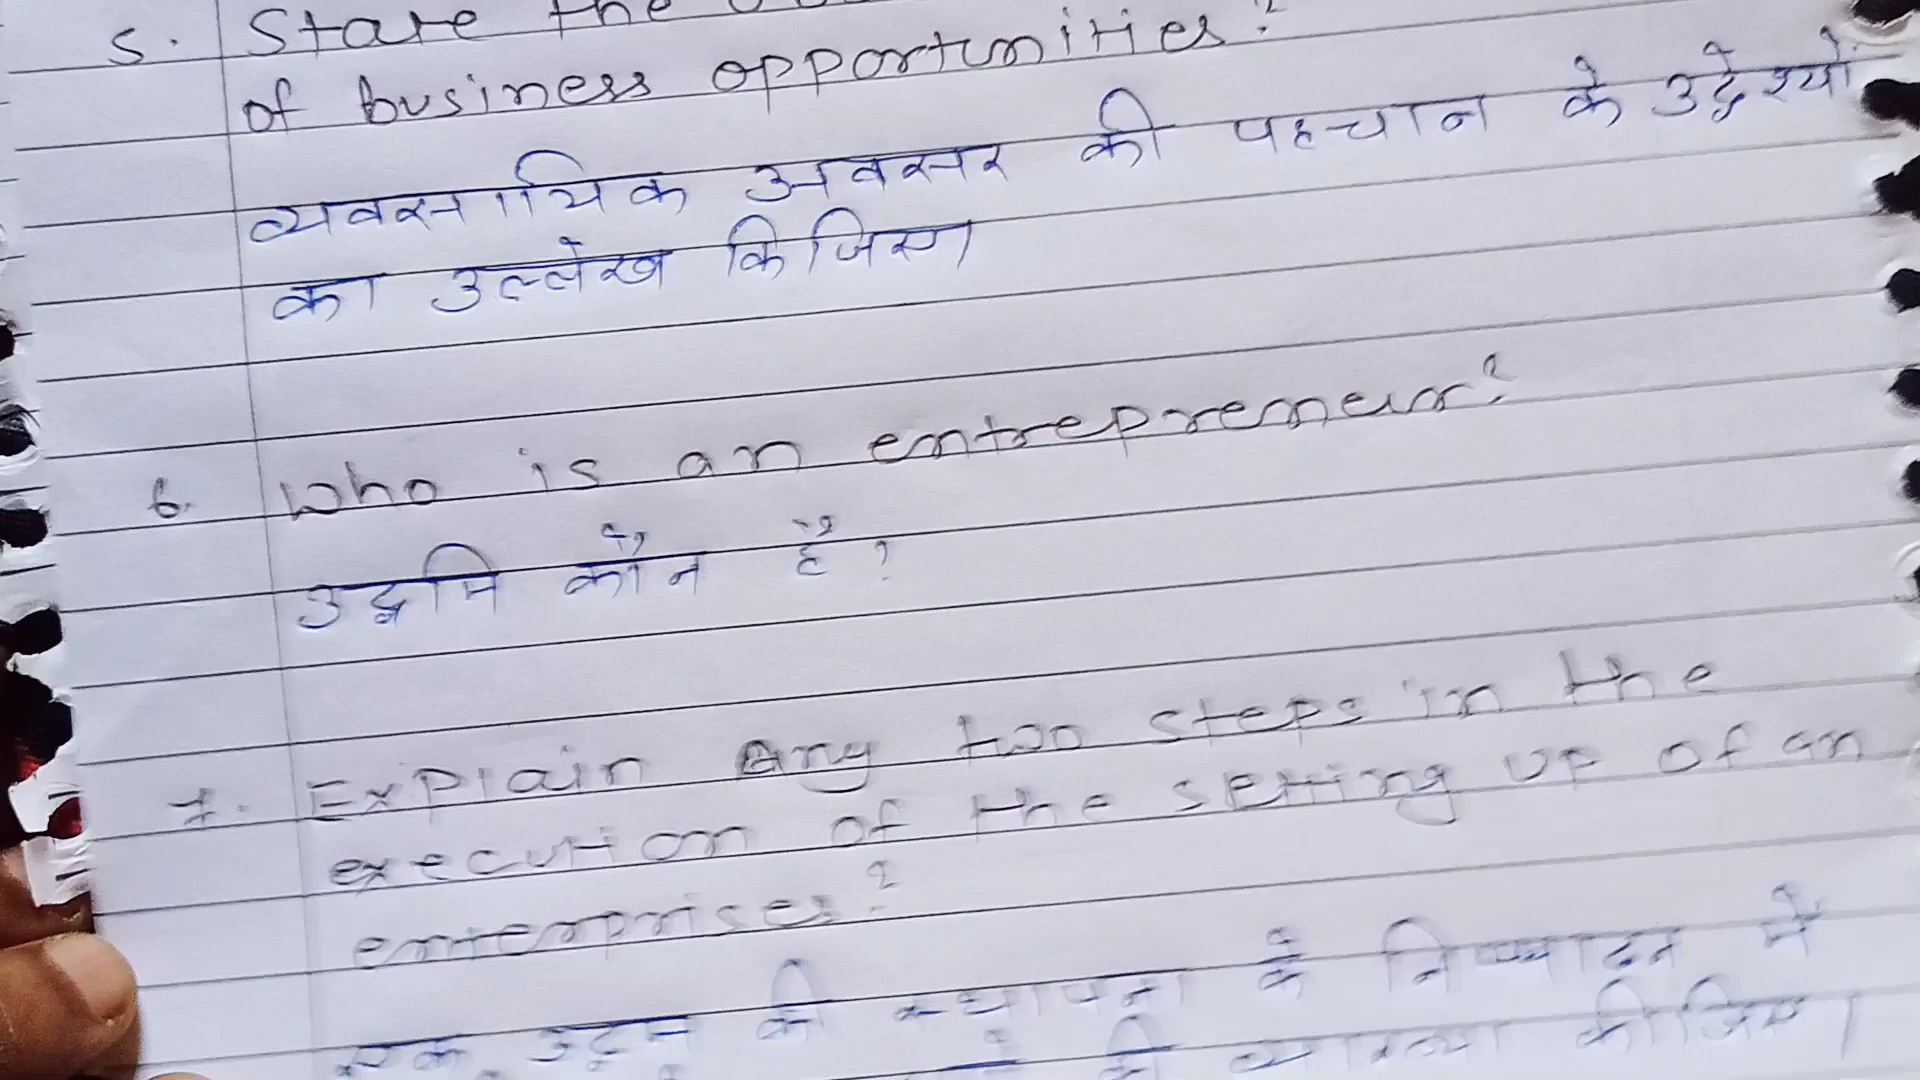 5. State the
of business opportunities?
व्यवसायिक अवसर की पहचान के उद्देश्यों
का उल्लेख किजिए।
6. Who is an entrepreneur?
उद्यमि कौन है?
7. Explain any two steps in the
execution of the setting up of an
enterprises?
एक उद्यम की स्थापना के निष्पादन में
की व्याख्या कीजिए।